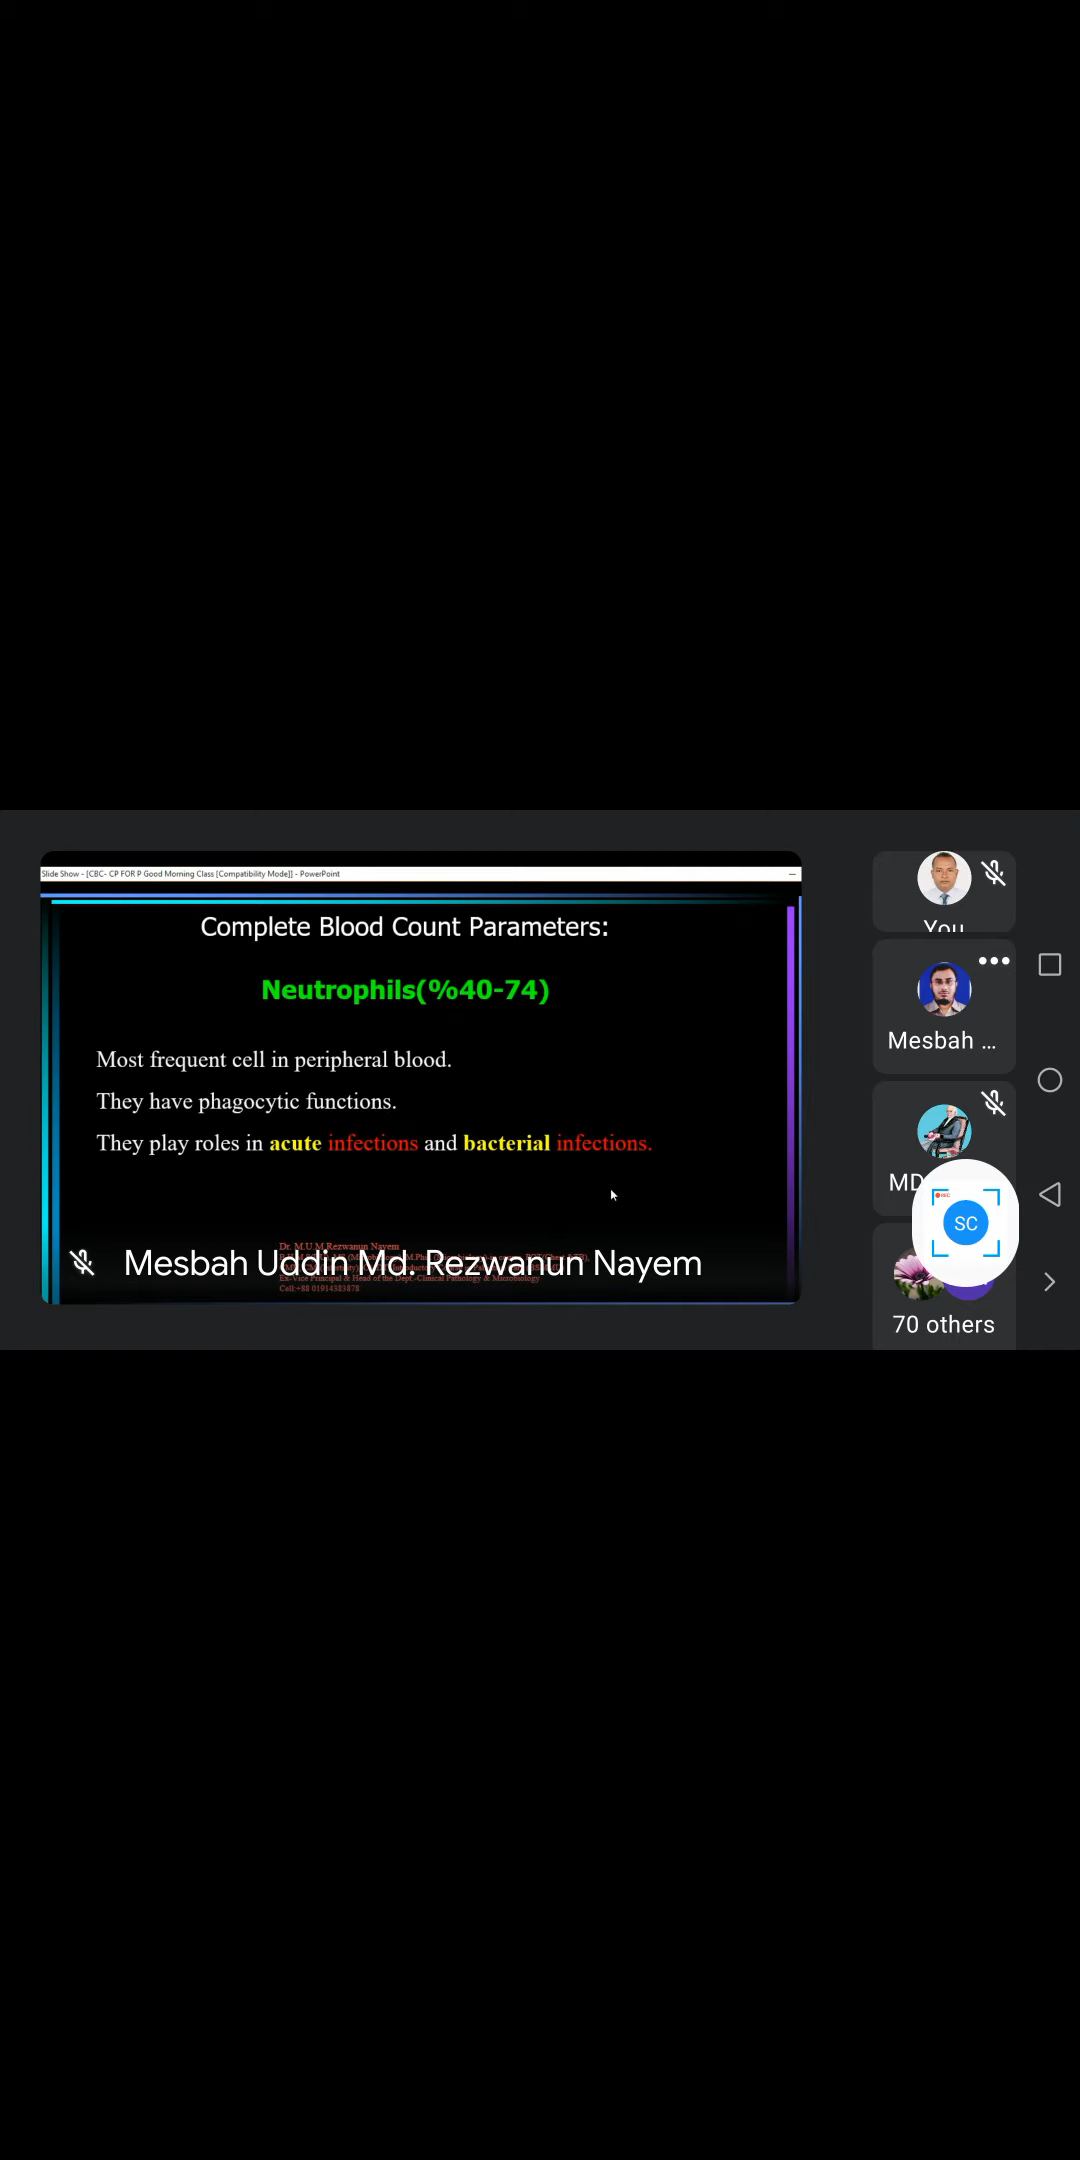 Slide Show - [CBC- CP FOR P Good Morning Class [Compatibility Mode]] - PowerPoint
Complete Blood Count Parameters:
Neutrophils(%40-74)
Most frequent cell in peripheral blood.
They have phagocytic functions.
They play roles in acute infections and bacterial infections.
Dr. M.U.M.Rezwanun Nayem
Mesbah Uddin Md. Rezwanun Nayem
Ex-Vice Principal & Head of the Dept.-Clinical Pathology & Microbiology
Cell:+88 01914383878
You
Mesbah ...
MD
REC
SC
70 others